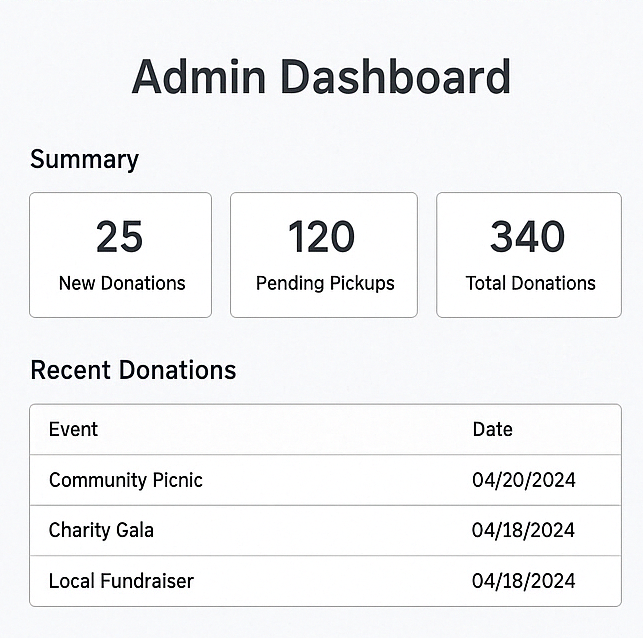 Admin Dashboard
Summary
25 120 340
New Donations Pending Pickups Total Donations
Recent Donations
Event Date
Community Picnic 04/20/2024
Charity Gala 04/18/2024
Local Fundraiser 04/18/2024